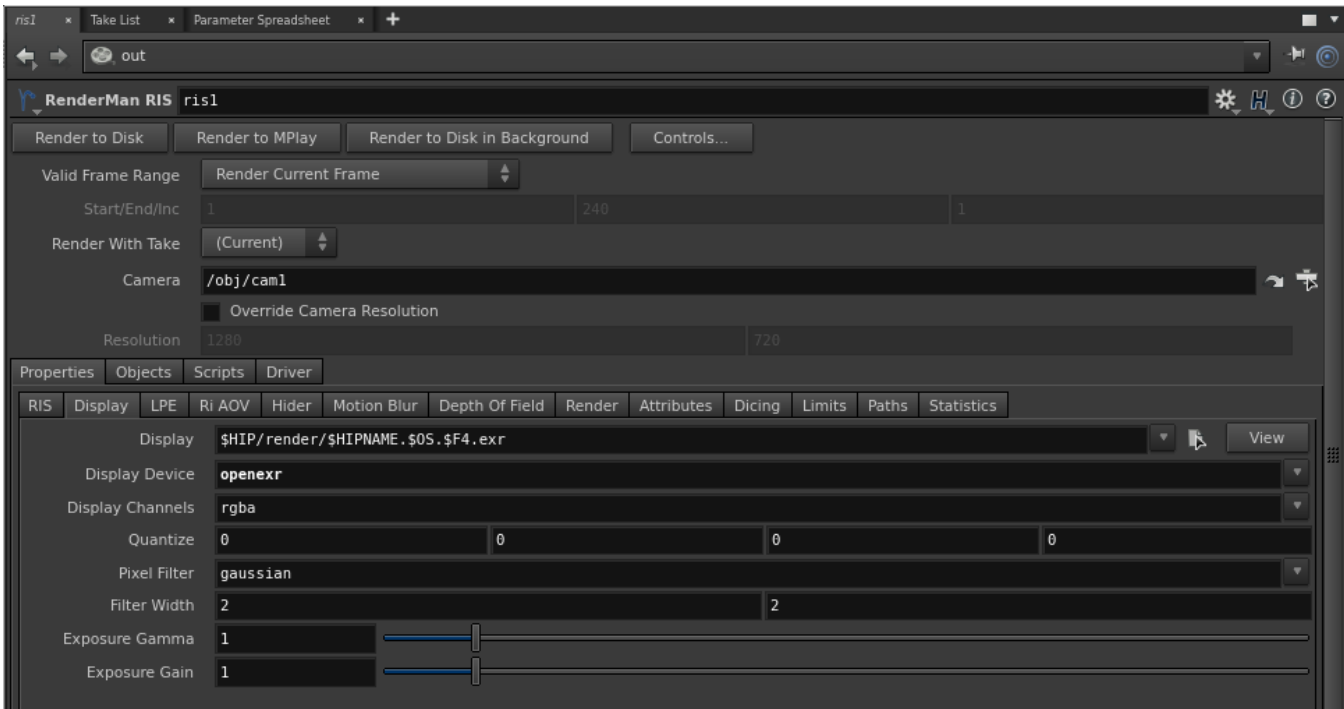 ris1 Take List Parameter Spreadsheet
out
RenderMan RIS ris1
Render to Disk Render to MPlay Render to Disk in Background Controls...
Valid Frame Range Render Current Frame
Start/End/Inc 1 240 1
Render With Take (Current)
Camera /obj/cam1
Override Camera Resolution
Resolution 1280 720
Properties Objects Scripts Driver
RIS Display LPE Ri AOV Hider Motion Blur Depth Of Field Render Attributes Dicing Limits Paths Statistics
Display $HIP/render/$HIPNAME.$OS.$F4.exr View
Display Device openexr
Display Channels rgba
Quantize 0 0 0 0
Pixel Filter gaussian
Filter Width 2 2
Exposure Gamma 1
Exposure Gain 1